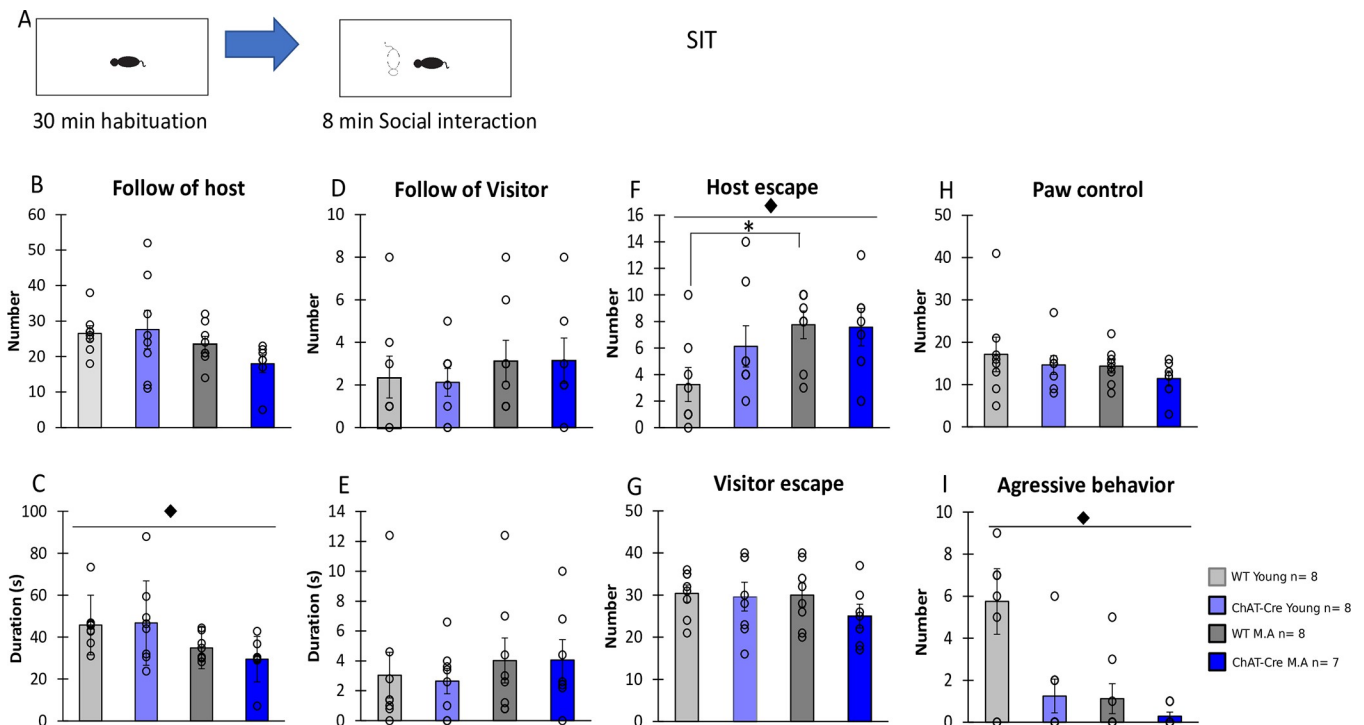 A
SIT
30 min habituation
8 min Social interaction
B
Follow of host
Number
60
50
40
30
20
10
0
D
Follow of Visitor
Number
10
8
6
4
2
0
F
Host escape
Number
16
14
12
10
8
6
4
2
0
*
H
Paw control
Number
50
40
30
20
10
0
C
Duration (s)
100
80
60
40
20
0
E
Duration (s)
14
12
10
8
6
4
2
0
G
Visitor escape
Number
50
40
30
20
10
0
I
Agressive behavior
Number
10
8
6
4
2
0
WT Young n= 8
ChAT-Cre Young n= 8
WT M.A n= 8
ChAT-Cre M.A n= 7